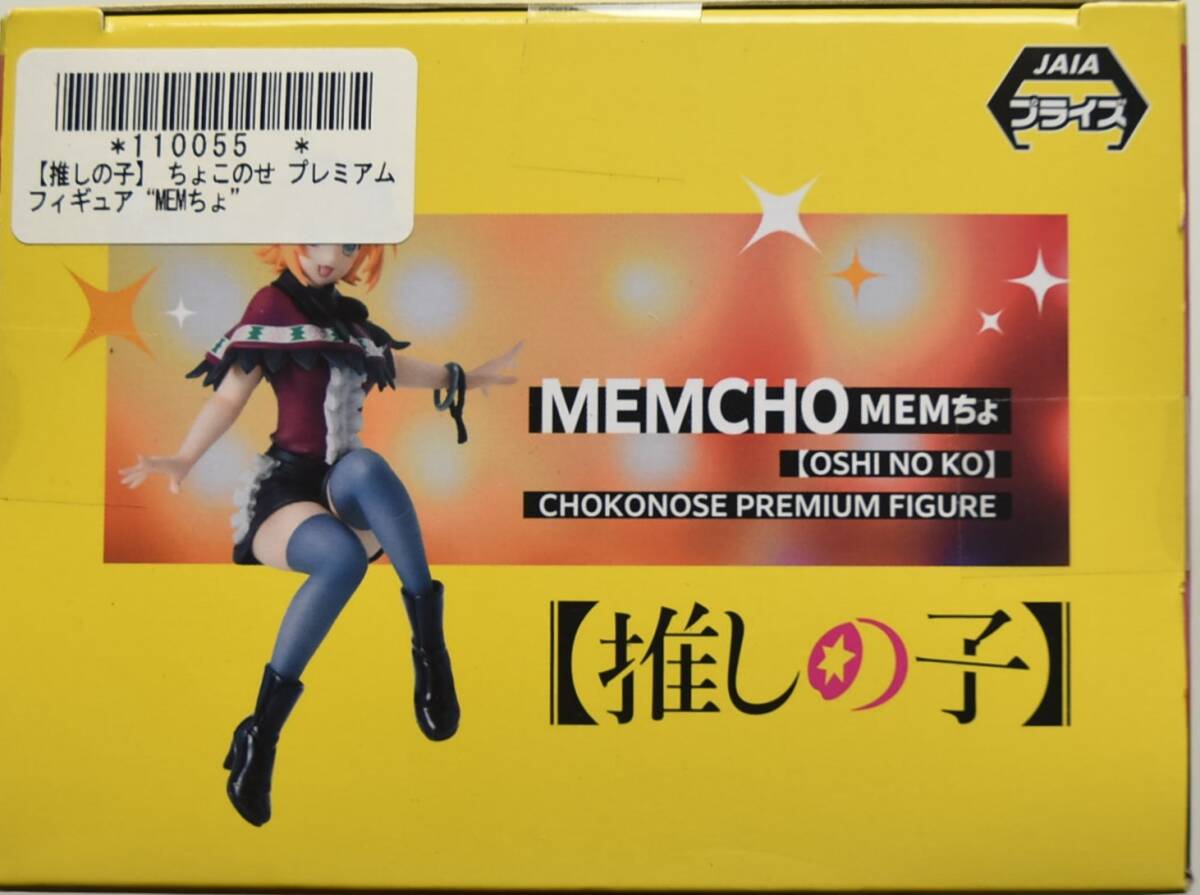 *110055 *
【推しの子】 ちょこのせ プレミアム
フィギュア “MEMちょ”
JAIA
プライズ
MEMCHO MEMちょ
【OSHI NO KO】
CHOKONOSE PREMIUM FIGURE
【推しの子】